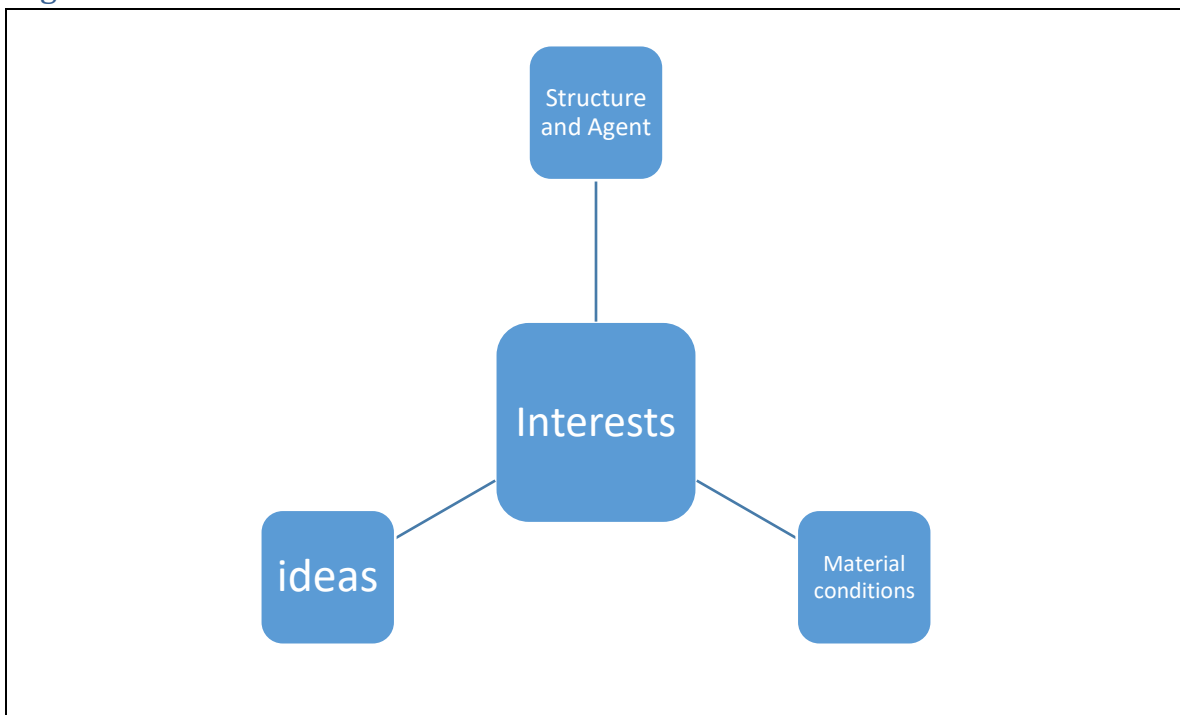 Structure
and Agent
Interests
ideas
Material
conditions